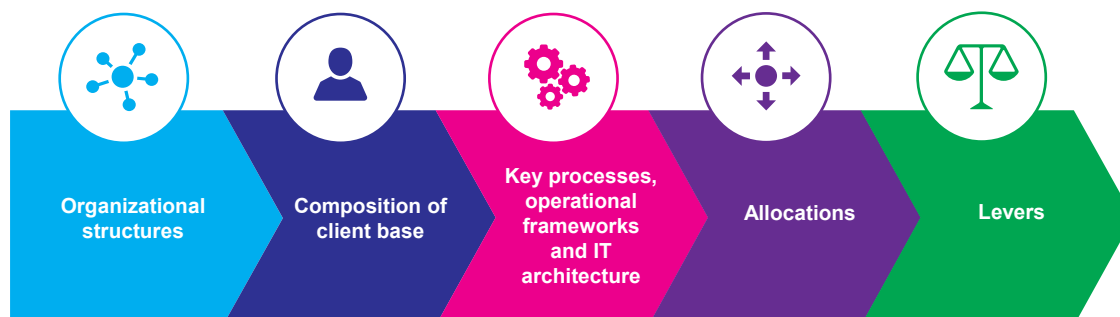 Organizational
structures
Composition of
client base
Key processes,
operational
frameworks
and IT
architecture
Allocations
Levers